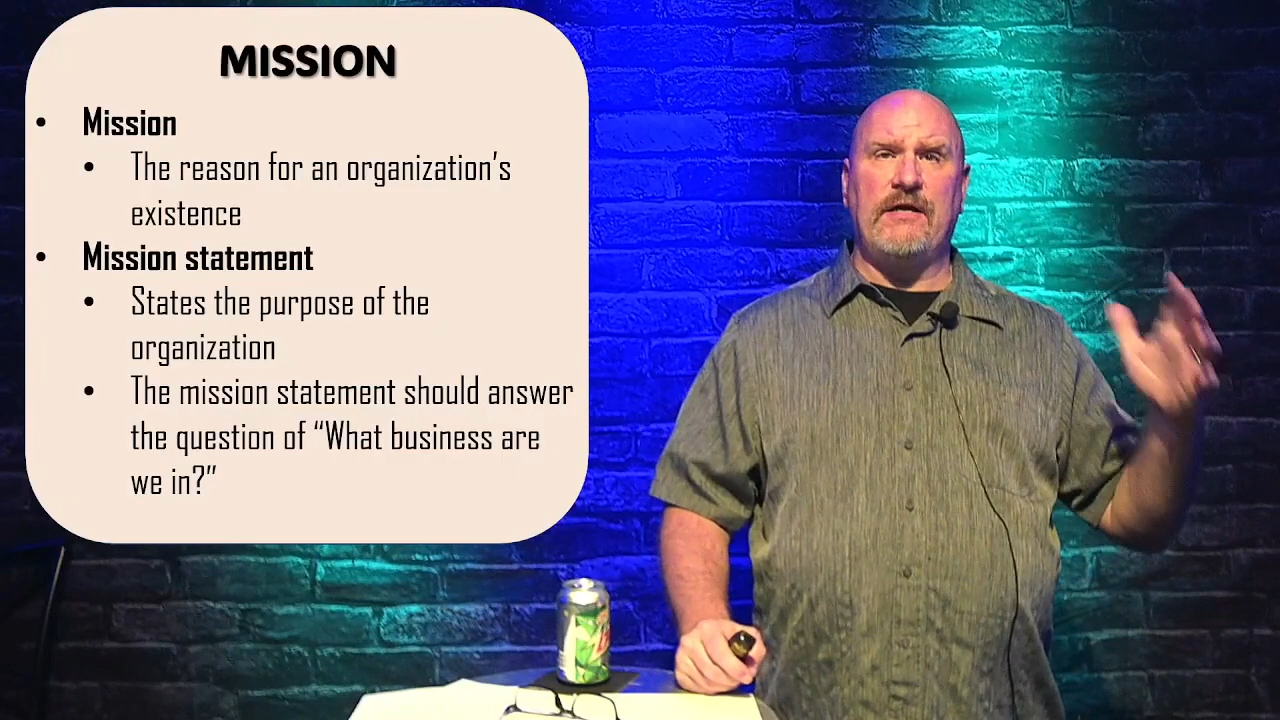 MISSION
• Mission
• The reason for an organization's
existence
• Mission statement
• States the purpose of the
organization
• The mission statement should answer
the question of “What business are
we in?”